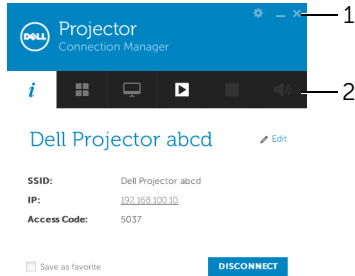 DELL
Projector
Connection Manager
1
i
2
Dell Projector abcd
Edit
SSID: Dell Projector abcd
IP: 192.168.100.10
Access Code: 5037
Save as favorite
DISCONNECT